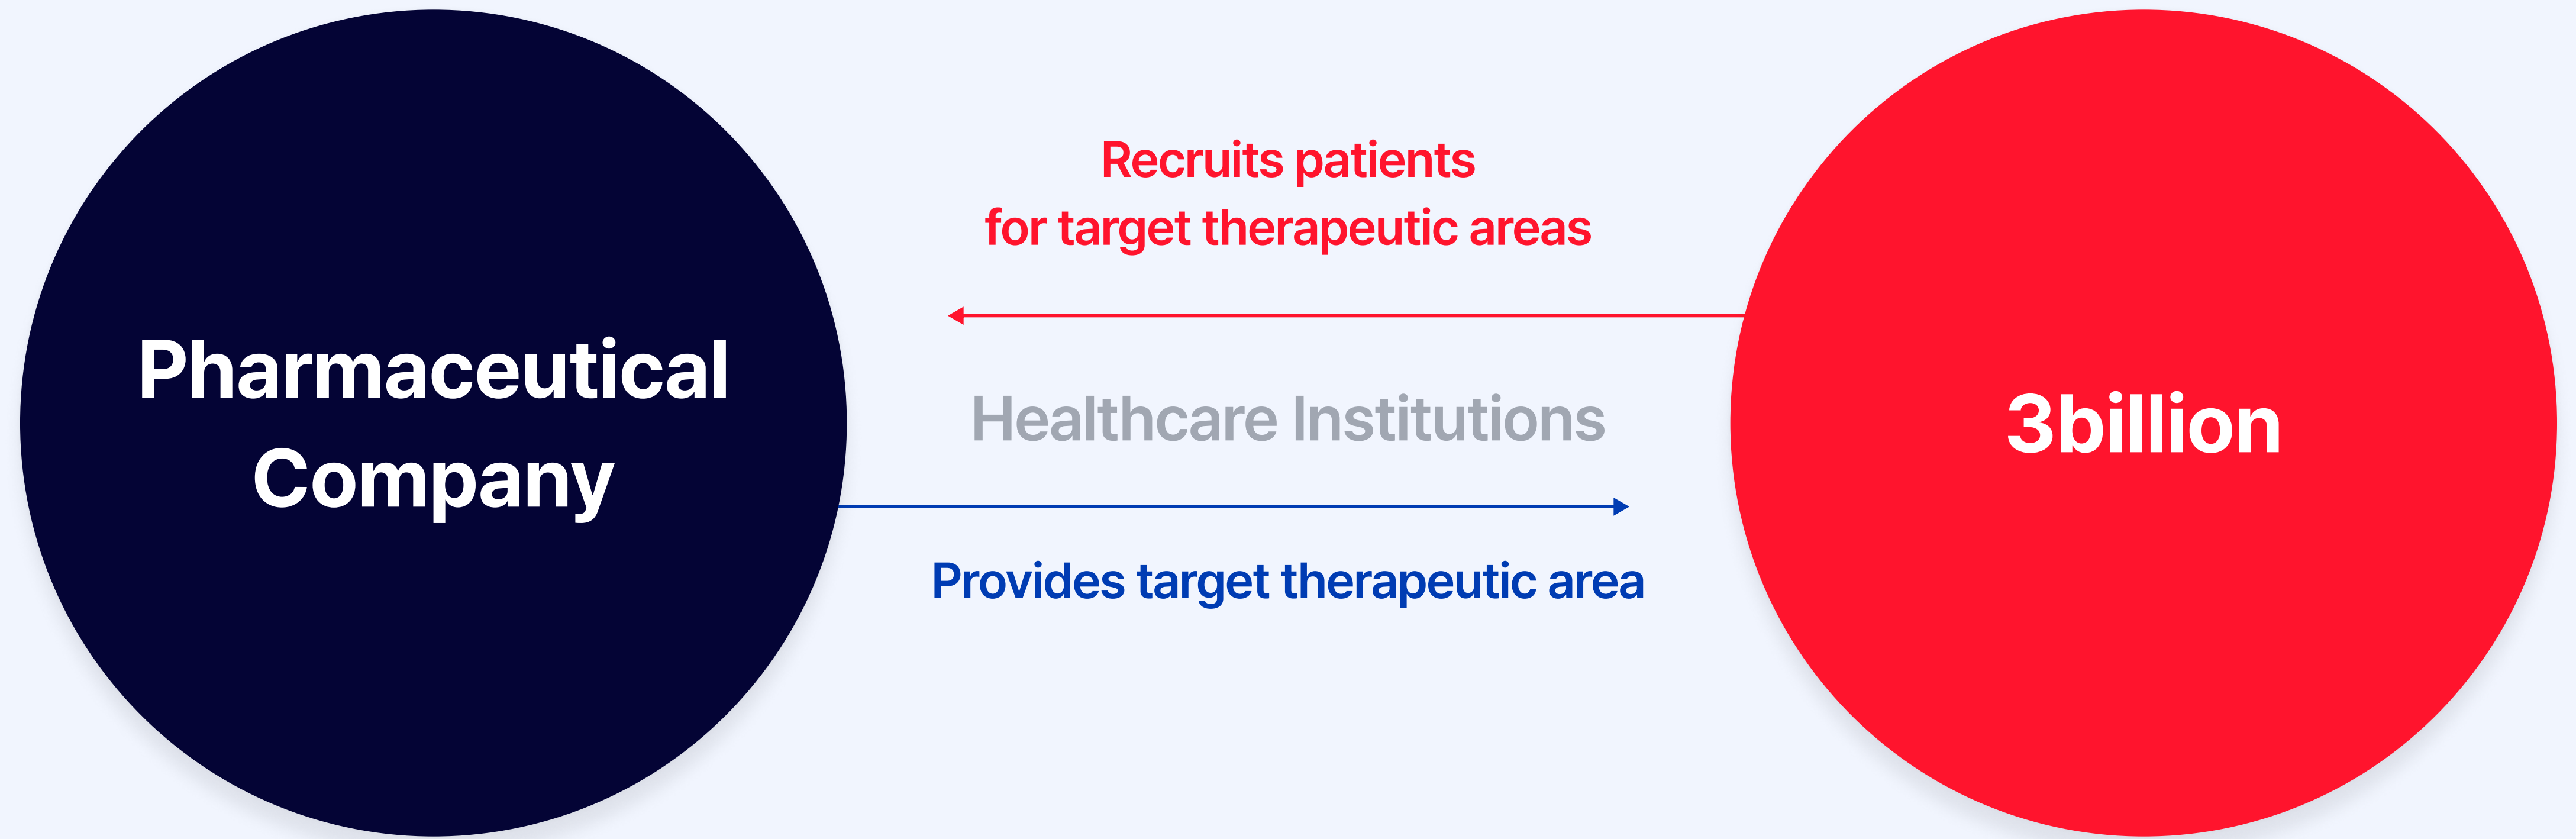 Pharmaceutical
Company
Recruits patients
for target therapeutic areas
Healthcare Institutions
Provides target therapeutic area
3billion